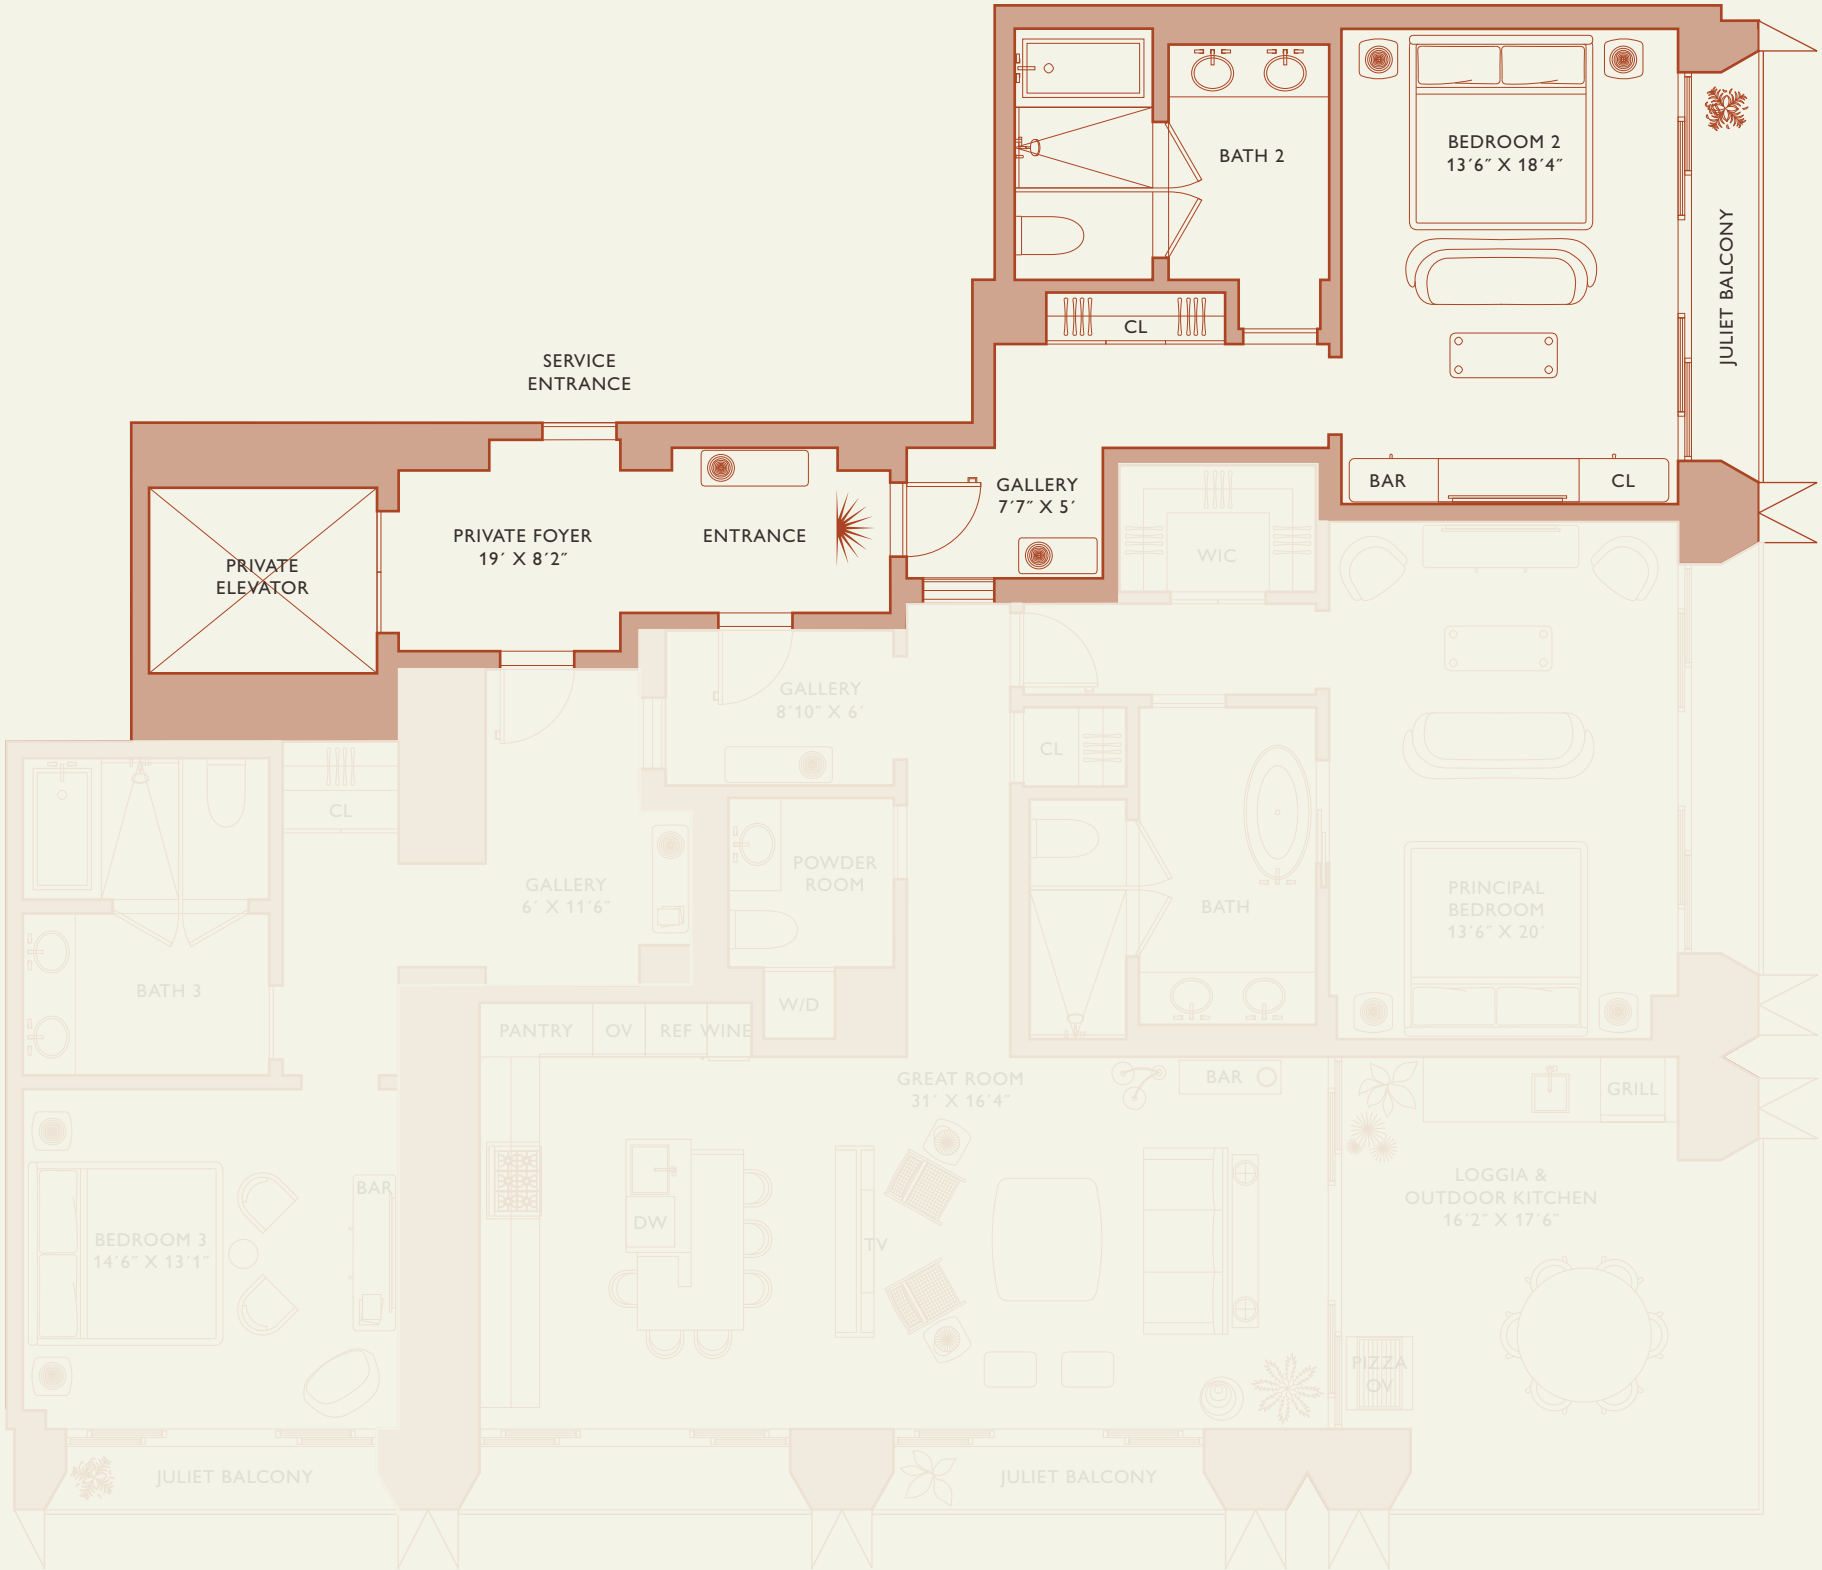 BATH 2
BEDROOM 2
13′6″ X 18′4″
JULIET BALCONY
CL
SERVICE
ENTRANCE
BAR
CL
GALLERY
7′7″ X 5′
PRIVATE FOYER
19′ X 8′2″
ENTRANCE
PRIVATE
ELEVATOR
WIC
GALLERY
8′10″ X 6′
CL
CL
POWDER
ROOM
GALLERY
6′ X 11′6″
PRINCIPAL
BEDROOM
13′6″ X 20′
BATH
BATH 3
W/D
PANTRY
OV
REF
WINE
GREAT ROOM
31′ X 16′4″
BAR
GRILL
LOGGIA &
OUTDOOR KITCHEN
16′2″ X 17′6″
BAR
DW
BEDROOM 3
14′6″ X 13′1″
TV
PIZZA
OV
JULIET BALCONY
JULIET BALCONY